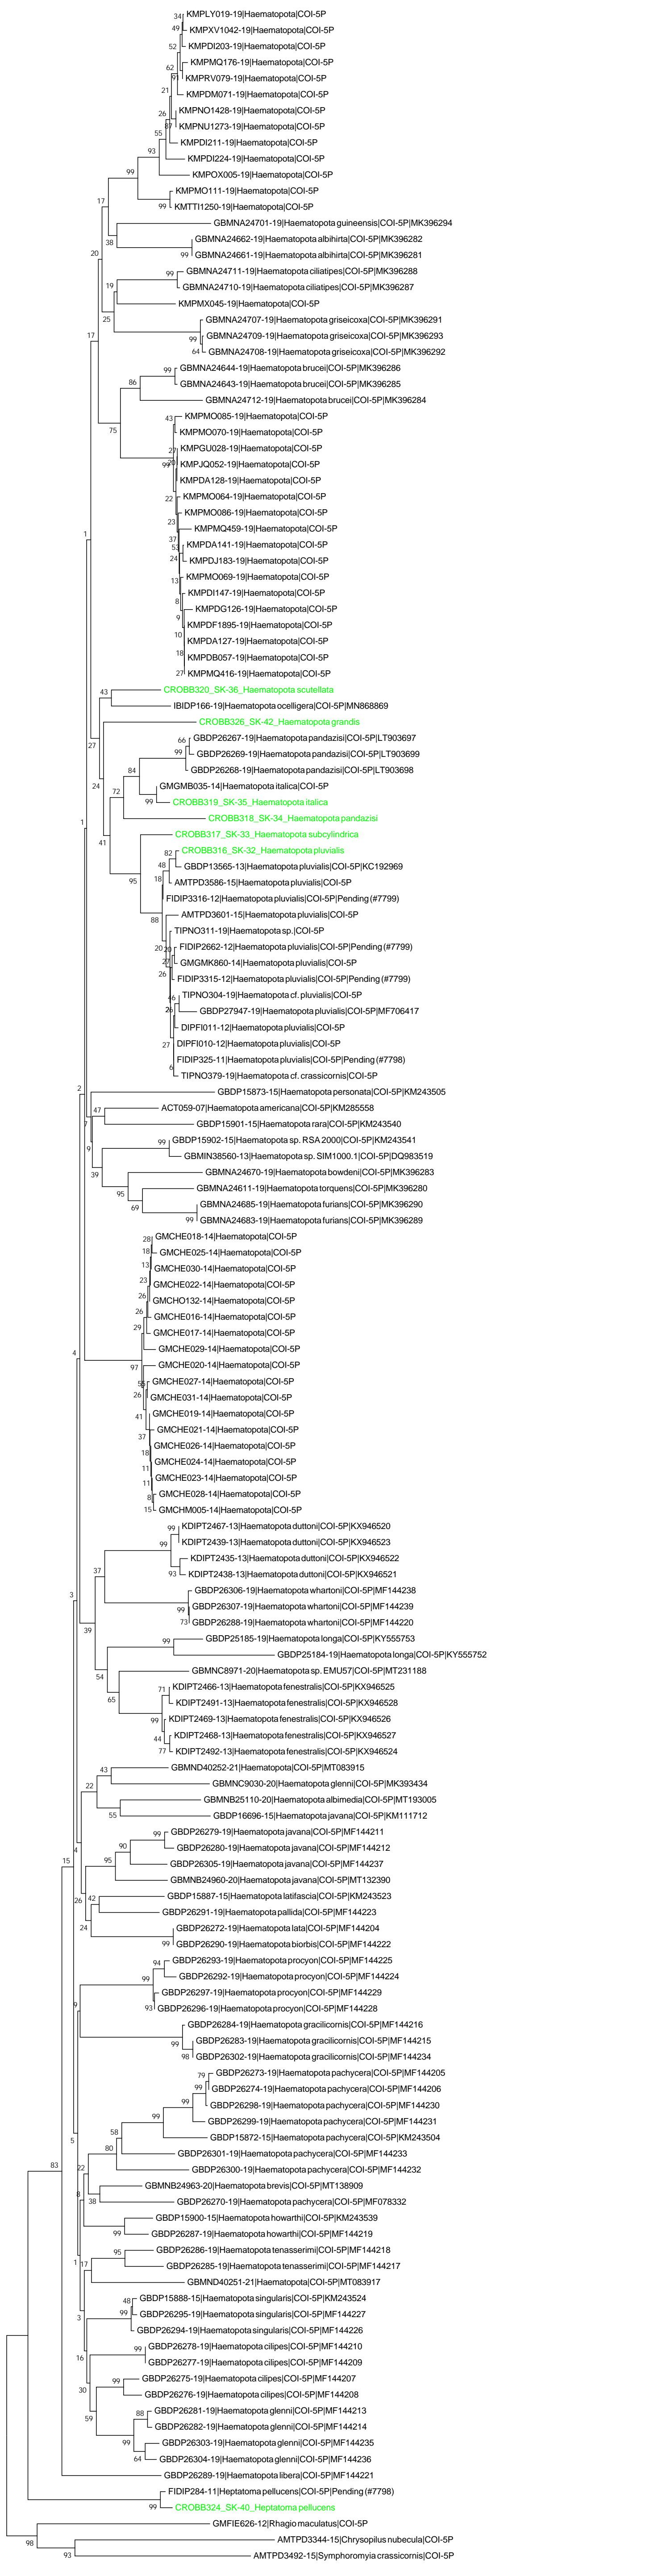 KMPLY019-19|Haematopota|COI-5P
KMPXV1042-19|Haematopota|COI-5P
KMPDI203-19|Haematopota|COI-5P
KMPMQ176-19|Haematopota|COI-5P
KMPRV079-19|Haematopota|COI-5P
KMPDM071-19|Haematopota|COI-5P
KMPNO1428-19|Haematopota|COI-5P
KMPNU1273-19|Haematopota|COI-5P
KMPDI211-19|Haematopota|COI-5P
KMPDI224-19|Haematopota|COI-5P
KMPOX005-19|Haematopota|COI-5P
KMPMO111-19|Haematopota|COI-5P
KMTTI1250-19|Haematopota|COI-5P
GBMNA24701-19|Haematopota guineensis|COI-5P|MK396294
GBMNA24662-19|Haematopota albihirta|COI-5P|MK396282
GBMNA24661-19|Haematopota albihirta|COI-5P|MK396281
GBMNA24711-19|Haematopota ciliatipes|COI-5P|MK396288
GBMNA24710-19|Haematopota ciliatipes|COI-5P|MK396287
KMPMX045-19|Haematopota|COI-5P
GBMNA24707-19|Haematopota griseicoxa|COI-5P|MK396291
GBMNA24709-19|Haematopota griseicoxa|COI-5P|MK396293
GBMNA24708-19|Haematopota griseicoxa|COI-5P|MK396292
GBMNA24644-19|Haematopota brucei|COI-5P|MK396286
GBMNA24643-19|Haematopota brucei|COI-5P|MK396285
GBMNA24712-19|Haematopota brucei|COI-5P|MK396284
KMPMO085-19|Haematopota|COI-5P
KMPMO070-19|Haematopota|COI-5P
KMPGU028-19|Haematopota|COI-5P
KMPJQ052-19|Haematopota|COI-5P
KMPDA128-19|Haematopota|COI-5P
KMPMO064-19|Haematopota|COI-5P
KMPMO086-19|Haematopota|COI-5P
KMPMQ459-19|Haematopota|COI-5P
KMPDA141-19|Haematopota|COI-5P
KMPDJ183-19|Haematopota|COI-5P
KMPMO069-19|Haematopota|COI-5P
KMPDI147-19|Haematopota|COI-5P
KMPDG126-19|Haematopota|COI-5P
KMPDF1895-19|Haematopota|COI-5P
KMPDA127-19|Haematopota|COI-5P
KMPDB057-19|Haematopota|COI-5P
KMPMQ416-19|Haematopota|COI-5P
CROBB320_SK-36_Haematopota scutellata
IBIDP166-19|Haematopota ocelligera|COI-5P|MN868869
CROBB326_SK-42_Haematopota grandis
GBDP26267-19|Haematopota pandazisi|COI-5P|LT903697
GBDP26269-19|Haematopota pandazisi|COI-5P|LT903699
GBDP26268-19|Haematopota pandazisi|COI-5P|LT903698
GMGMB035-14|Haematopota italica|COI-5P
CROBB319_SK-35_Haematopota italica
CROBB318_SK-34_Haematopota pandazisi
CROBB317_SK-33_Haematopota subcylindrica
CROBB316_SK-32_Haematopota pluvialis
GBDP13565-13|Haematopota pluvialis|COI-5P|KC192969
AMTPD3586-15|Haematopota pluvialis|COI-5P
FIDIP3316-12|Haematopota pluvialis|COI-5P|Pending (#7799)
AMTPD3601-15|Haematopota pluvialis|COI-5P
TIPNO311-19|Haematopota sp.|COI-5P
FIDIP2662-12|Haematopota pluvialis|COI-5P|Pending (#7799)
GMGMK860-14|Haematopota pluvialis|COI-5P
FIDIP3315-12|Haematopota pluvialis|COI-5P|Pending (#7799)
TIPNO304-19|Haematopota cf. pluvialis|COI-5P
GBDP27947-19|Haematopota pluvialis|COI-5P|MF706417
DIPFI011-12|Haematopota pluvialis|COI-5P
DIPFI010-12|Haematopota pluvialis|COI-5P
FIDIP325-11|Haematopota pluvialis|COI-5P|Pending (#7798)
TIPNO379-19|Haematopota cf. crassicornis|COI-5P
GBDP15873-15|Haematopota personata|COI-5P|KM243505
ACT059-07|Haematopota americana|COI-5P|KM285558
GBDP15901-15|Haematopota rara|COI-5P|KM243540
GBDP15902-15|Haematopota sp. RSA 2000|COI-5P|KM243541
GBMIN38560-13|Haematopota sp. SIM1000.1|COI-5P|DQ983519
GBMNA24670-19|Haematopota bowdeni|COI-5P|MK396283
GBMNA24611-19|Haematopota torquens|COI-5P|MK396280
GBMNA24685-19|Haematopota furians|COI-5P|MK396290
GBMNA24683-19|Haematopota furians|COI-5P|MK396289
GMCHE018-14|Haematopota|COI-5P
GMCHE025-14|Haematopota|COI-5P
GMCHE030-14|Haematopota|COI-5P
GMCHE022-14|Haematopota|COI-5P
GMCHO132-14|Haematopota|COI-5P
GMCHE016-14|Haematopota|COI-5P
GMCHE017-14|Haematopota|COI-5P
GMCHE029-14|Haematopota|COI-5P
GMCHE020-14|Haematopota|COI-5P
GMCHE027-14|Haematopota|COI-5P
GMCHE031-14|Haematopota|COI-5P
GMCHE019-14|Haematopota|COI-5P
GMCHE021-14|Haematopota|COI-5P
GMCHE026-14|Haematopota|COI-5P
GMCHE024-14|Haematopota|COI-5P
GMCHE023-14|Haematopota|COI-5P
GMCHE028-14|Haematopota|COI-5P
GMCHM005-14|Haematopota|COI-5P
KDIPT2467-13|Haematopota duttoni|COI-5P|KX946520
KDIPT2439-13|Haematopota duttoni|COI-5P|KX946523
KDIPT2435-13|Haematopota duttoni|COI-5P|KX946522
KDIPT2438-13|Haematopota duttoni|COI-5P|KX946521
GBDP26306-19|Haematopota whartoni|COI-5P|MF144238
GBDP26307-19|Haematopota whartoni|COI-5P|MF144239
GBDP26288-19|Haematopota whartoni|COI-5P|MF144220
GBDP25185-19|Haematopota longa|COI-5P|KY555753
GBDP25184-19|Haematopota longa|COI-5P|KY555752
GBMNC8971-20|Haematopota sp. EMU57|COI-5P|MT231188
KDIPT2466-13|Haematopota fenestralis|COI-5P|KX946525
KDIPT2491-13|Haematopota fenestralis|COI-5P|KX946528
KDIPT2469-13|Haematopota fenestralis|COI-5P|KX946526
KDIPT2468-13|Haematopota fenestralis|COI-5P|KX946527
KDIPT2492-13|Haematopota fenestralis|COI-5P|KX946524
GBMND40252-21|Haematopota|COI-5P|MT083915
GBMNC9030-20|Haematopota glenni|COI-5P|MK393434
GBMNB25110-20|Haematopota albimedia|COI-5P|MT193005
GBDP16696-15|Haematopota javana|COI-5P|KM111712
GBDP26279-19|Haematopota javana|COI-5P|MF144211
GBDP26280-19|Haematopota javana|COI-5P|MF144212
GBDP26305-19|Haematopota javana|COI-5P|MF144237
GBMNB24960-20|Haematopota javana|COI-5P|MT132390
GBDP15887-15|Haematopota latifascia|COI-5P|KM243523
GBDP26291-19|Haematopota pallida|COI-5P|MF144223
GBDP26272-19|Haematopota lata|COI-5P|MF144204
GBDP26290-19|Haematopota biorbis|COI-5P|MF144222
GBDP26293-19|Haematopota procyon|COI-5P|MF144225
GBDP26292-19|Haematopota procyon|COI-5P|MF144224
GBDP26297-19|Haematopota procyon|COI-5P|MF144229
GBDP26296-19|Haematopota procyon|COI-5P|MF144228
GBDP26284-19|Haematopota gracilicornis|COI-5P|MF144216
GBDP26283-19|Haematopota gracilicornis|COI-5P|MF144215
GBDP26302-19|Haematopota gracilicornis|COI-5P|MF144234
GBDP26273-19|Haematopota pachycera|COI-5P|MF144205
GBDP26274-19|Haematopota pachycera|COI-5P|MF144206
GBDP26298-19|Haematopota pachycera|COI-5P|MF144230
GBDP26299-19|Haematopota pachycera|COI-5P|MF144231
GBDP15872-15|Haematopota pachycera|COI-5P|KM243504
GBDP26301-19|Haematopota pachycera|COI-5P|MF144233
GBDP26300-19|Haematopota pachycera|COI-5P|MF144232
GBMNB24963-20|Haematopota brevis|COI-5P|MT138909
GBDP26270-19|Haematopota pachycera|COI-5P|MF078332
GBDP15900-15|Haematopota howarthi|COI-5P|KM243539
GBDP26287-19|Haematopota howarthi|COI-5P|MF144219
GBDP26286-19|Haematopota tenasserimi|COI-5P|MF144218
GBDP26285-19|Haematopota tenasserimi|COI-5P|MF144217
GBMND40251-21|Haematopota|COI-5P|MT083917
GBDP15888-15|Haematopota singularis|COI-5P|KM243524
GBDP26295-19|Haematopota singularis|COI-5P|MF144227
GBDP26294-19|Haematopota singularis|COI-5P|MF144226
GBDP26278-19|Haematopota cilipes|COI-5P|MF144210
GBDP26277-19|Haematopota cilipes|COI-5P|MF144209
GBDP26275-19|Haematopota cilipes|COI-5P|MF144207
GBDP26276-19|Haematopota cilipes|COI-5P|MF144208
GBDP26281-19|Haematopota glenni|COI-5P|MF144213
GBDP26282-19|Haematopota glenni|COI-5P|MF144214
GBDP26303-19|Haematopota glenni|COI-5P|MF144235
GBDP26304-19|Haematopota glenni|COI-5P|MF144236
GBDP26289-19|Haematopota libera|COI-5P|MF144221
FIDIP284-11|Heptatoma pellucens|COI-5P|Pending (#7798)
CROBB324_SK-40_Heptatoma pellucens
GMFIE626-12|Rhagio maculatus|COI-5P
AMTPD3344-15|Chrysopilus nubecula|COI-5P
AMTPD3492-15|Symphoromyia crassicornis|COI-5P